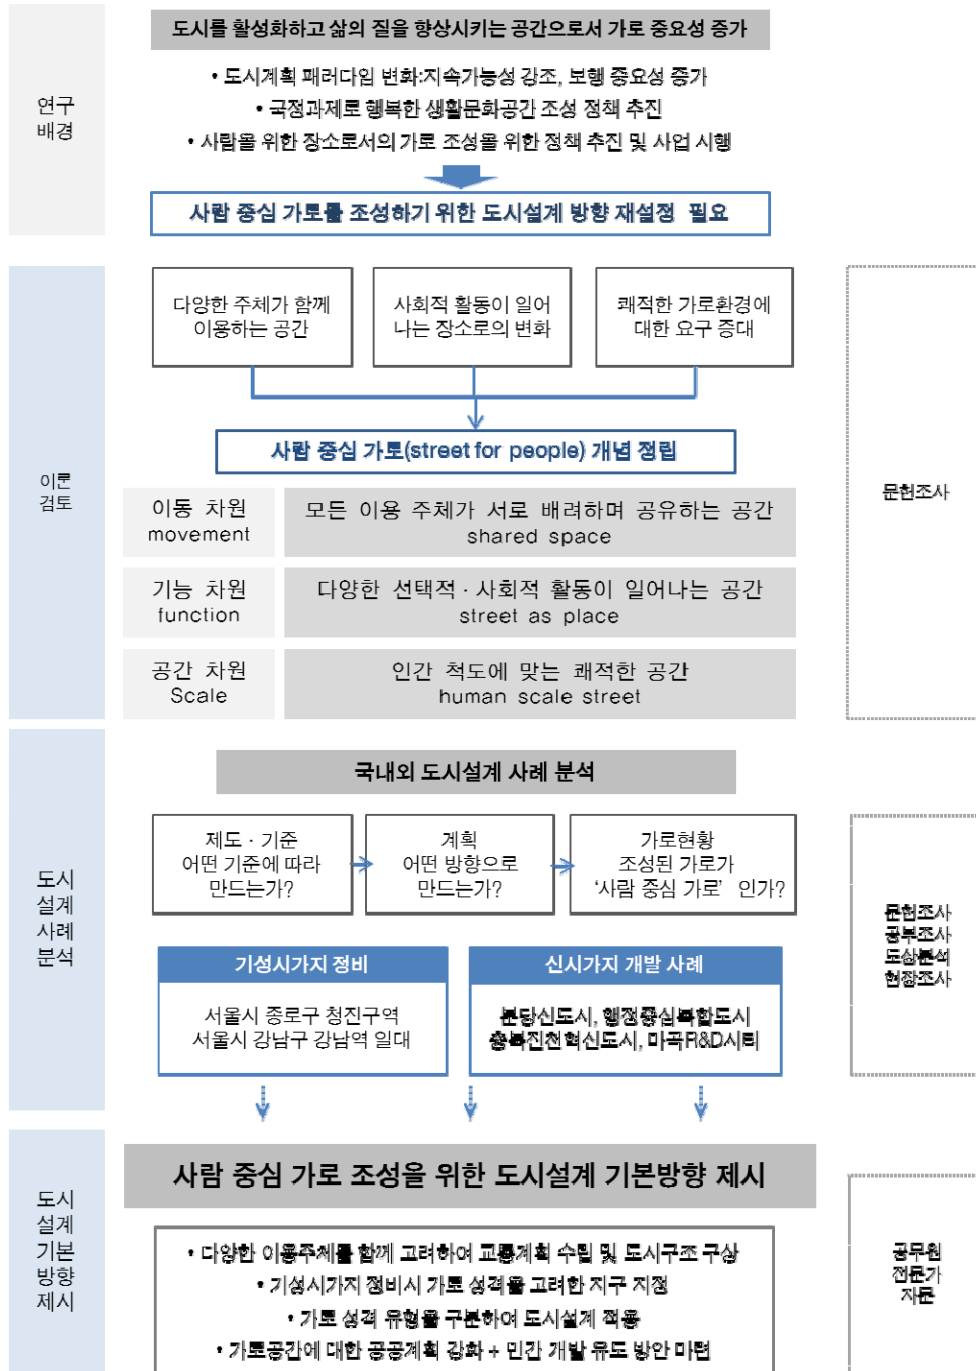 연구
배경
도시를 활성화하고 삶의 질을 향상시키는 공간으로서 가로 중요성 증가
• 도시계획 패러다임 변화:지속가능성 강조, 보행 중요성 증가
• 국정과제로 행복한 생활문화공간 조성 정책 추진
• 사람을 위한 장소로서의 가로 조성을 위한 정책 추진 및 사업 시행
사람 중심 가로를 조성하기 위한 도시설계 방향 재설정 필요
이론
검토
다양한 주체가 함께
이용하는 공간
사회적 활동이 일어
나는 장소로의 변화
쾌적한 가로환경에
대한 요구 증대
사람 중심 가로(street for people) 개념 정립
이동 차원
movement
모든 이용 주체가 서로 배려하며 공유하는 공간
shared space
기능 차원
function
다양한 선택적 · 사회적 활동이 일어나는 공간
street as place
공간 차원
Scale
인간 척도에 맞는 쾌적한 공간
human scale street
문헌조사
도시
설계
사례
분석
국내외 도시설계 사례 분석
제도 · 기준
어떤 기준에 따라
만드는가?
계획
어떤 방향으로
만드는가?
가로현황
조성된 가로가
‘사람 중심 가로’ 인가?
기성시가지 정비
서울시 종로구 청진구역
서울시 강남구 강남역 일대
신시가지 개발 사례
분당신도시, 행정중심복합도시
충북진천혁신도시, 마곡R&D시티
문헌조사
공부조사
도상분석
현장조사
도시
설계
기본
방향
제시
사람 중심 가로 조성을 위한 도시설계 기본방향 제시
• 다양한 이용주체를 함께 고려하여 교통계획 수립 및 도시구조 구상
• 기성시가지 정비시 가로 성격을 고려한 지구 지정
• 가로 성격 유형을 구분하여 도시설계 적용
• 가로공간에 대한 공공계획 강화 + 민간 개발 유도 방안 마련
공무원
전문가
자문